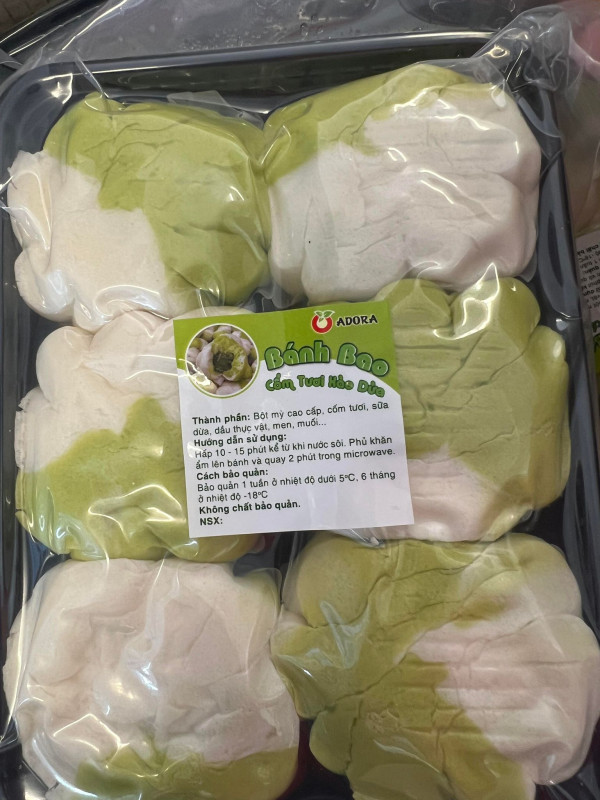 ADORA
Bánh Bao
Cốm Tươi Xào Dừa
Thành phần: Bột mỳ cao cấp, cốm tươi, sữa
dừa, dầu thực vật, men, muối...
Hướng dẫn sử dụng:
Hấp 10 - 15 phút kể từ khi nước sôi. Phủ khăn
ẩm lên bánh và quay 2 phút trong microwave.
Cách bảo quản:
Bảo quản 1 tuần ở nhiệt độ dưới 5ºC, 6 tháng
ở nhiệt độ -18ºC
Không chất bảo quản.
NSX: